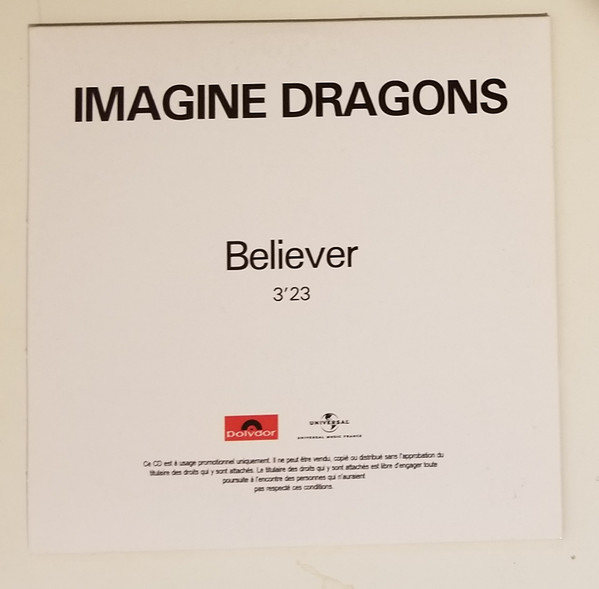 IMAGINE DRAGONS
Believer
3'23
Polydor
UNIVERSAL
UNIVERSAL MUSIC FRANCE
Ce CD est à usage promotionnel uniquement. Il ne peut être vendu, copié ou distribué sans l'approbation du
titulaire des droits qui y sont attachés. Le titulaire des droits qui y sont attachés est libre d'engager toute
poursuite à l'encontre des personnes qui n'auraient
pas respecté ces conditions.